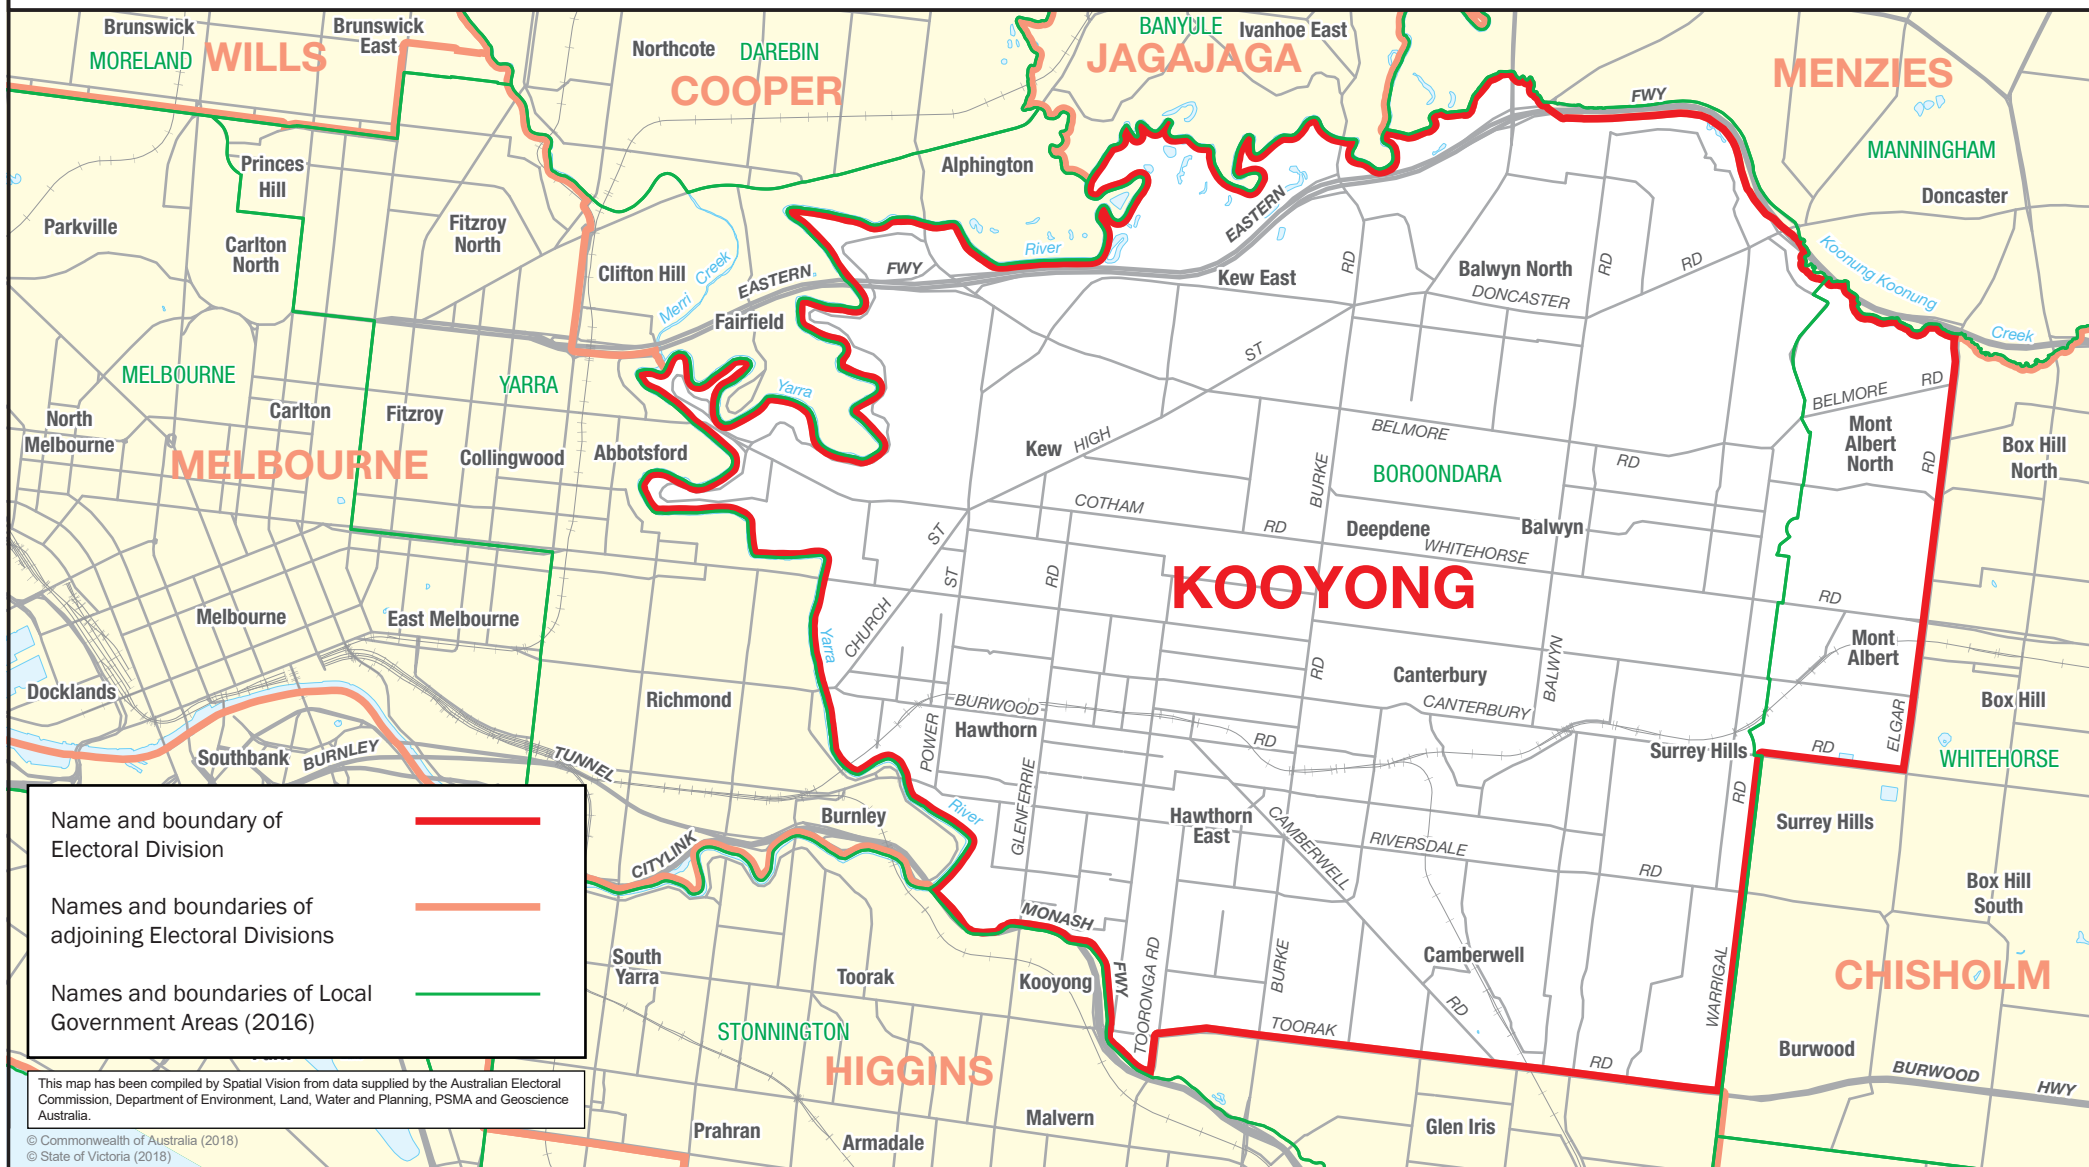 Brunswick
MORELAND
WILLS
Brunswick
East
Northcote
DAREBIN
COOPER
BANYULE
Ivanhoe East
JAGAJAGA
MENZIES
FWY
MANNINGHAM
Doncaster
Princes
Hill
Parkville
Carlton
North
Fitzroy
North
Clifton Hill
Merri Creek
Alphington
River
EASTERN
FWY
EASTERN
Kew East
RD
Balwyn North
DONCASTER
RD
RD
Koonung Koonung
Creek
Fairfield
Yarra
MELBOURNE
YARRA
North
Melbourne
Carlton
Fitzroy
MELBOURNE
Collingwood
Abbotsford
ST
Kew
HIGH
BELMORE
RD
BELMORE
RD
Mont
Albert
North
RD
Box Hill
North
BOROONDARA
BURKE
COTHAM
RD
Deepdene
Balwyn
WHITEHORSE
RD
KOOYONG
ST
ST
RD
CHURCH
Yarra
Melbourne
East Melbourne
Docklands
Richmond
Southbank
BURNLEY
TUNNEL
BURWOOD
Hawthorn
POWER
RD
RD
Canterbury
CANTERBURY
BALWYN
Mont
Albert
Surrey Hills
RD
ELGAR
RD
Box Hill
WHITEHORSE
Burnley
River
GLENFERRIE
Hawthorn
East
CAMBERWELL
RIVERSDALE
RD
Surrey Hills
Box Hill
South
CITYLINK
MONASH
FWY
South
Yarra
Toorak
Kooyong
TOORONGA RD
BURKE
Camberwell
RD
WARRIGAL
CHISHOLM
STONNINGTON
HIGGINS
TOORAK
RD
Burwood
BURWOOD
HWY
Prahran
Armadale
Malvern
Glen Iris
Name and boundary of
Electoral Division
Names and boundaries of
adjoining Electoral Divisions
Names and boundaries of Local
Government Areas (2016)
This map has been compiled by Spatial Vision from data supplied by the Australian Electoral
Commission, Department of Environment, Land, Water and Planning, PSMA and Geoscience
Australia.
© Commonwealth of Australia (2018)
© State of Victoria (2018)